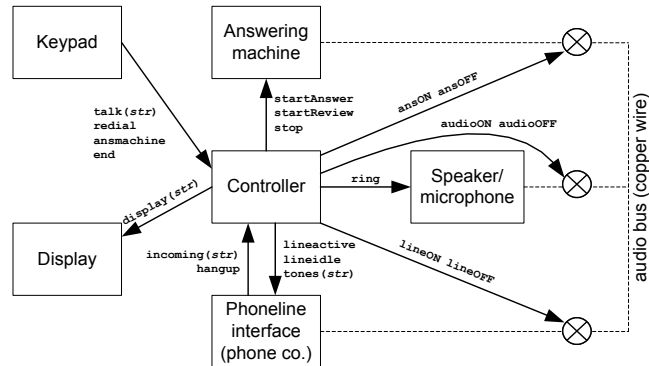 Keypad
Answering
machine
ansON ansOFF
startAnswer
startReview
stop
talk(str)
redial
ansmachine
end
audioON audioOFF
Controller
ring
Speaker/
microphone
audio bus (copper wire)
display(str)
Display
incoming(str)
hangup
lineactive
lineidle
tones(str)
lineON lineOFF
Phoneline
interface
(phone co.)